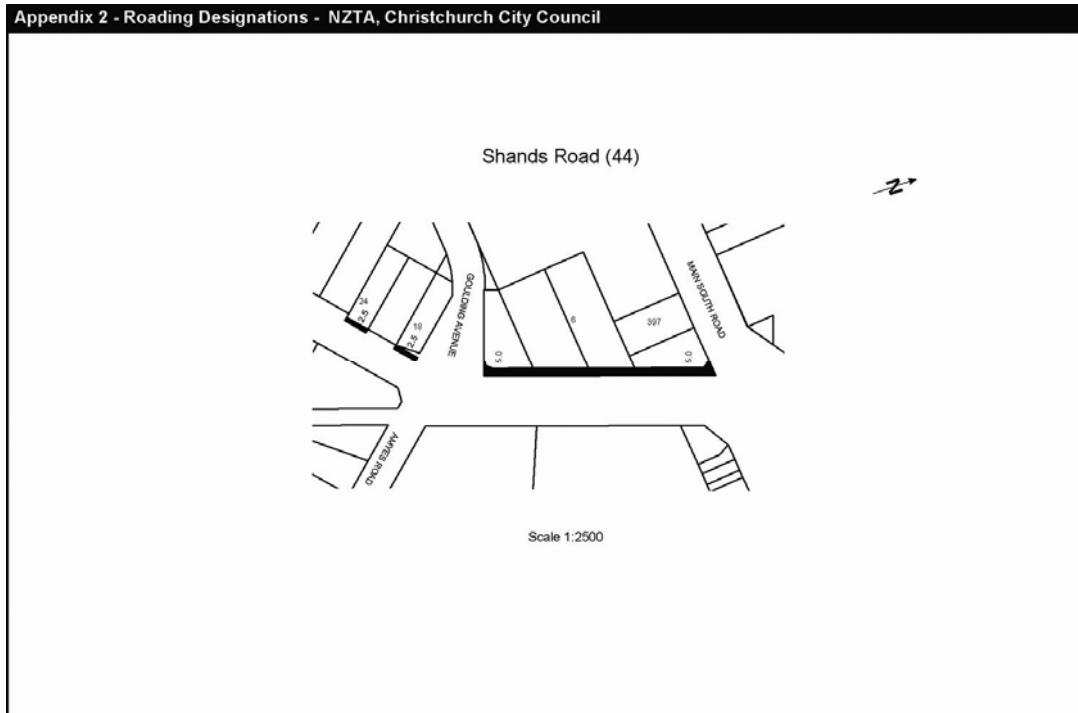 Appendix 2 - Roading Designations - NZTA, Christchurch City Council
Shands Road (44)
N
GOULDING AVENUE
MAIN SOUTH ROAD
24
2.5
18
2.5
6
397
5.0
5.0
AMYES ROAD
Scale 1:2500